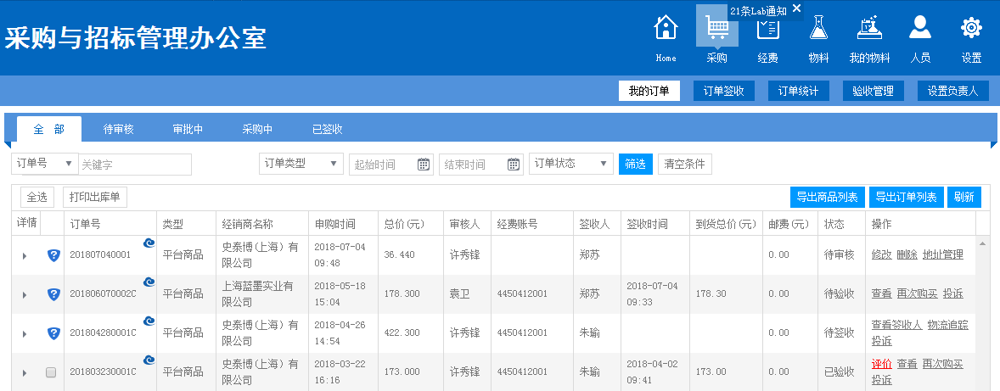 21条Lab通知
采购与招标管理办公室
Home 采购 经费 物料 我的物料 人员 设置
我的订单 订单签收 订单统计 验收管理 设置负责人
全 部 待审核 审批中 采购中 已签收
订单号 关键字 订单类型 起始时间 结束时间 订单状态 筛选 清空条件
全选 打印出库单 导出商品列表 导出订单列表 刷新
详情 订单号 类型 经销商名称 申购时间 总价(元) 审核人 经费账号 签收人 签收时间 到货总价(元) 邮费(元) 状态 操作
201807040001 平台商品 史泰博(上海）有 2018-07-04 36.440 许秀锋 郑苏 0.00 待审核 修改 删除 地址管理
限公司 09:48
201806070002C 平台商品 上海蓝墨实业有 2018-05-18 178.300 袁卫 4450412001 郑苏 2018-07-04 178.30 0.00 待验收 查看 再次购买 投诉
限公司 15:04 09:33
201804280001C 平台商品 史泰博(上海）有 2018-04-26 422.300 许秀锋 4450412001 朱瑜 0.00 待签收 查看签收人 物流追踪
限公司 14:54 投诉
201803230001C 平台商品 史泰博(上海）有 2018-03-22 173.000 许秀锋 4450412001 朱瑜 2018-04-02 173.00 0.00 已验收 评价 查看 再次购买
限公司 16:16 09:41 投诉